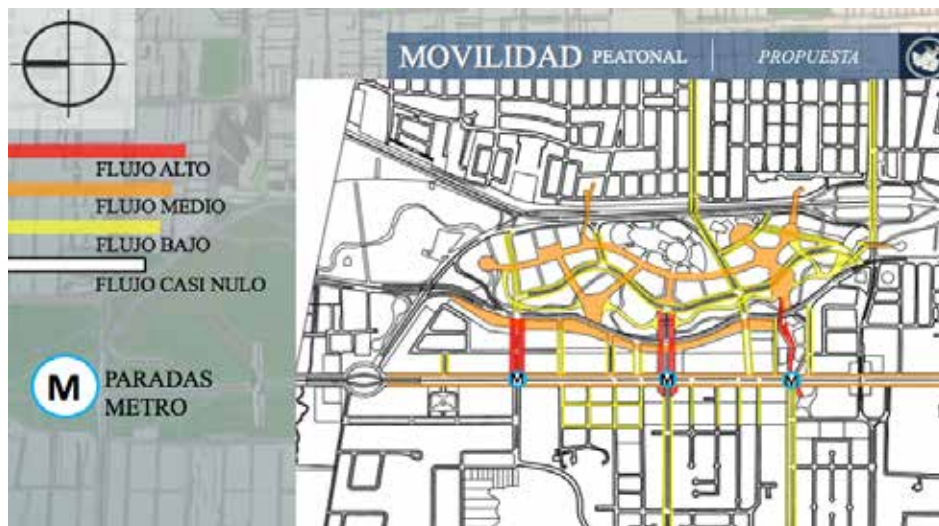 MOVILIDAD PEATONAL PROPUESTA
FLUJO ALTO
FLUJO MEDIO
FLUJO BAJO
FLUJO CASI NULO
M PARADAS
METRO
M M M